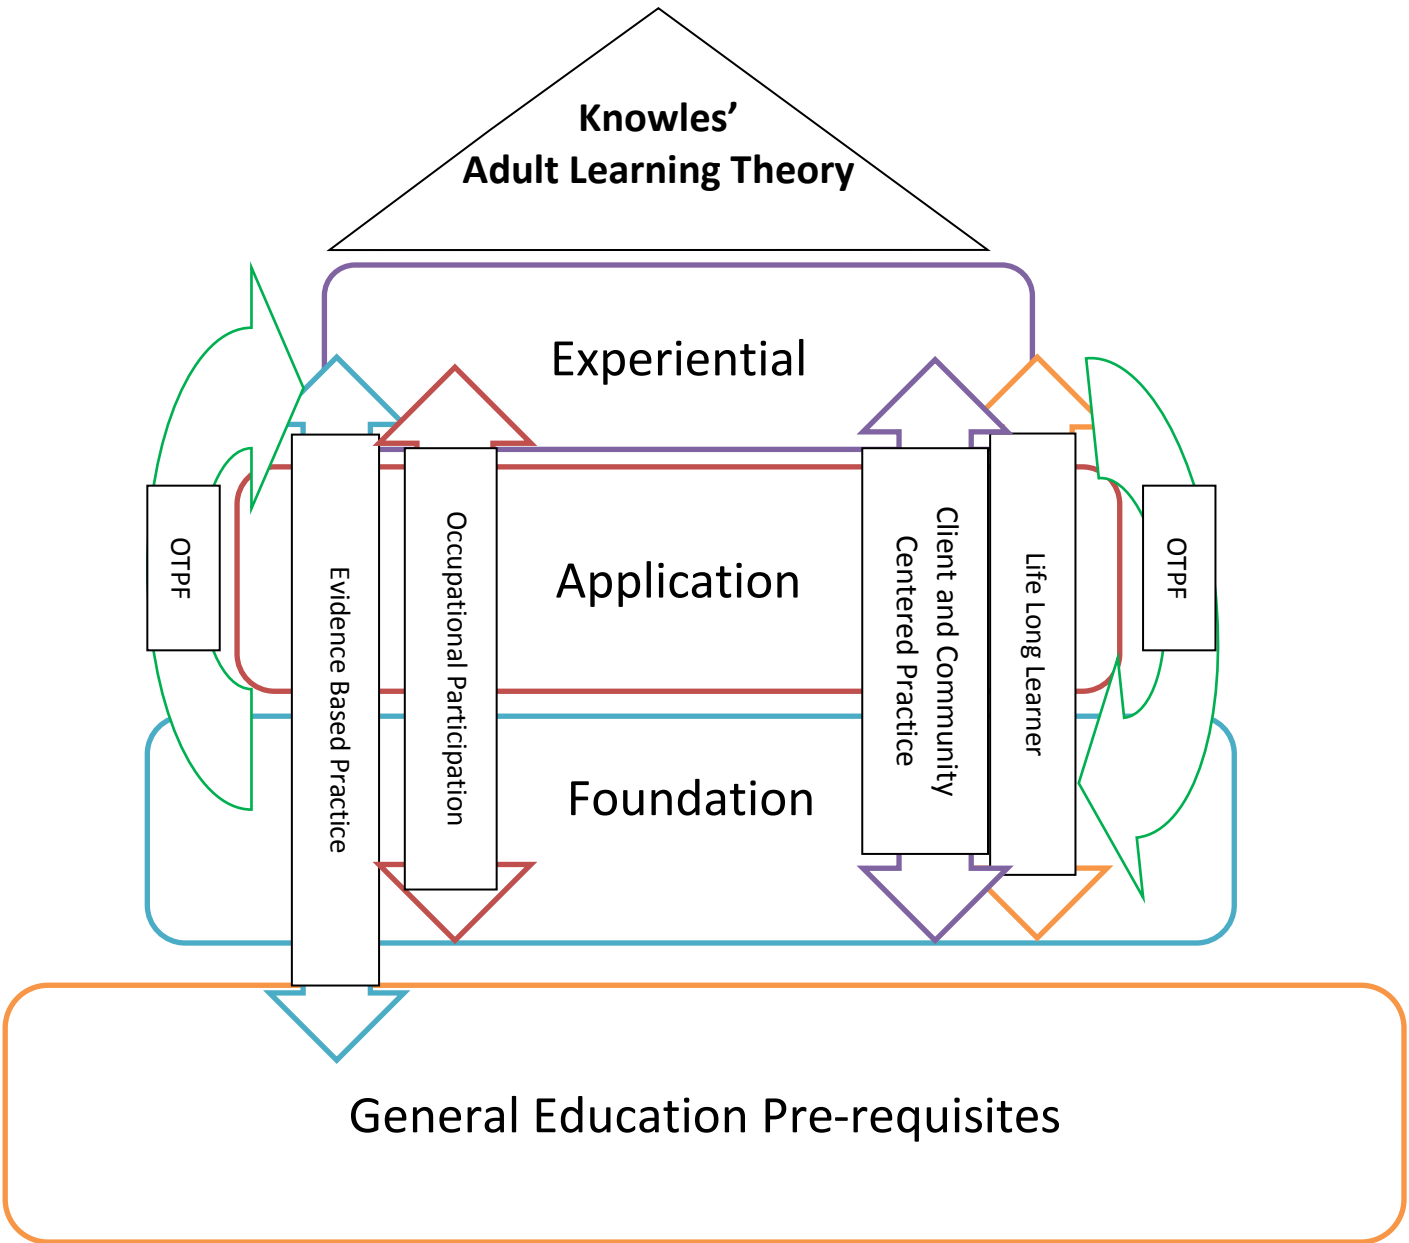 Knowles’
Adult Learning Theory
Experiential
OTPF
Evidence Based Practice
Occupational Participation
Application
Client and Community
Centered Practice
Life Long Learner
OTPF
Foundation
General Education Pre-requisites